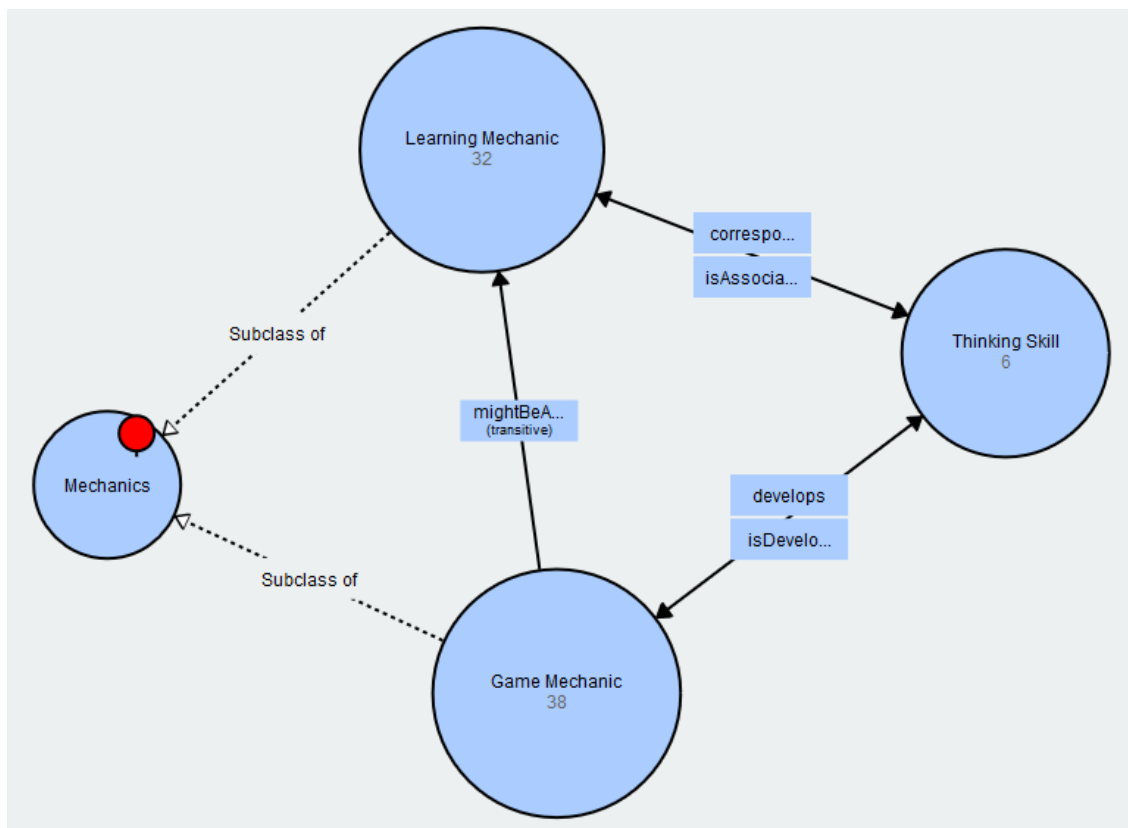 Learning Mechanic
32
correspo...
isAssocia...
Thinking Skill
6
Subclass of
mightBeA...
(transitive)
Mechanics
develops
isDevelo...
Subclass of
Game Mechanic
38